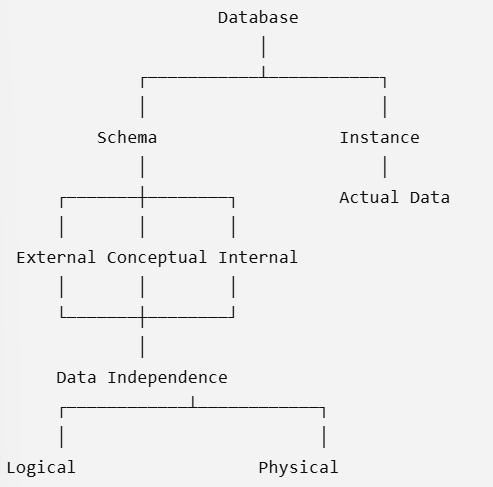 Database
Schema Instance
Actual Data
External Conceptual Internal
Data Independence
Logical Physical